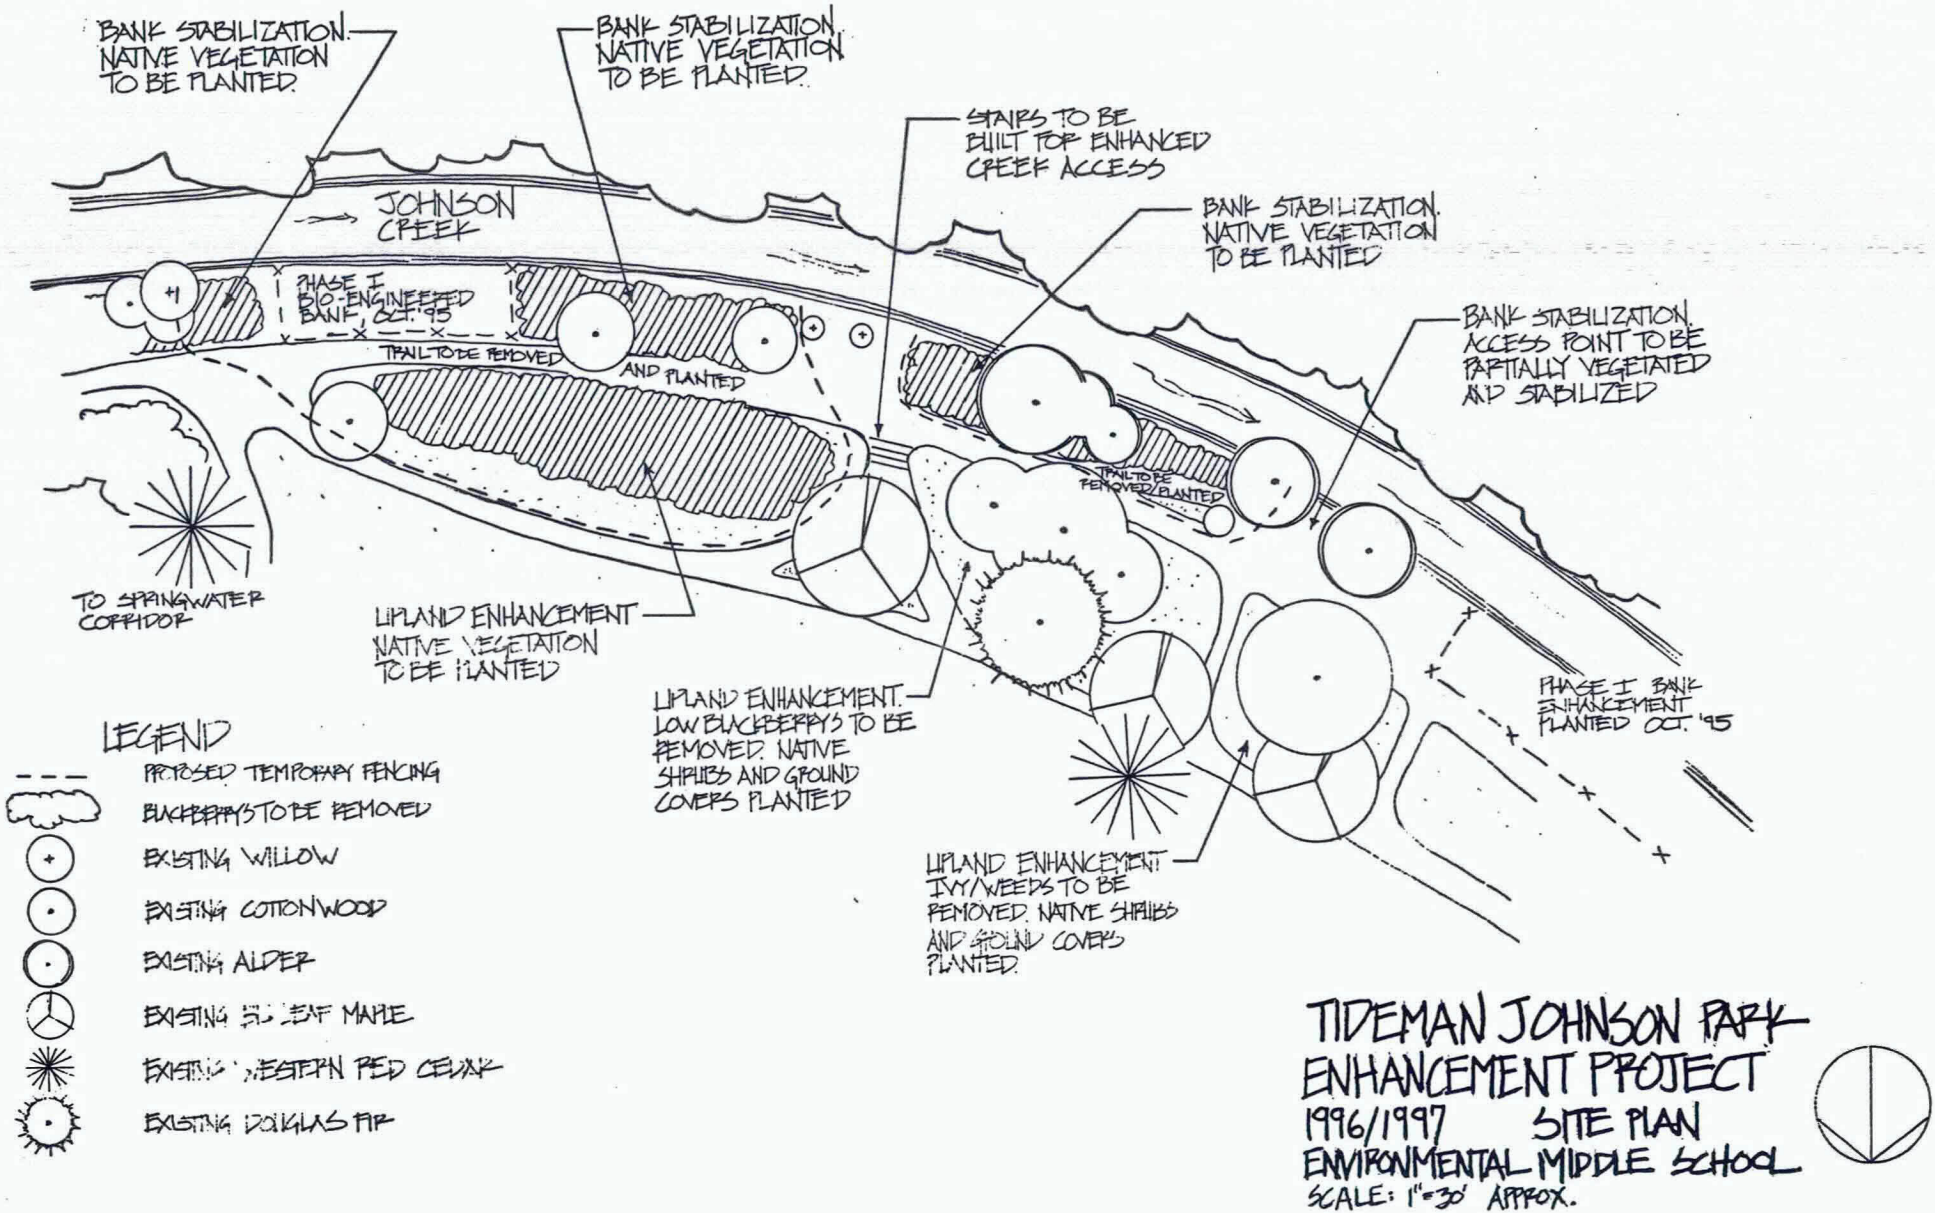 BANK STABILIZATION.
NATIVE VEGETATION
TO BE PLANTED.
BANK STABILIZATION.
NATIVE VEGETATION
TO BE PLANTED.
STAIRS TO BE
BUILT FOR ENHANCED
CREEK ACCESS
BANK STABILIZATION.
NATIVE VEGETATION
TO BE PLANTED
BANK STABILIZATION.
ACCESS POINT TO BE
PARTIALLY VEGETATED
AND STABILIZED
JOHNSON
CREEK
PHASE I
BIO-ENGINEERED
BANK, OCT. '95
TRAIL TO BE REMOVED
AND PLANTED
TRAIL TO BE
REMOVED/PLANTED
TO SPRINGWATER
CORRIDOR
UPLAND ENHANCEMENT
NATIVE VEGETATION
TO BE PLANTED
UPLAND ENHANCEMENT.
LOW BLACKBERRYS TO BE
REMOVED. NATIVE
SHRUBS AND GROUND
COVERS PLANTED
UPLAND ENHANCEMENT
IVY/WEEDS TO BE
REMOVED. NATIVE SHRUBS
AND GROUND COVERS
PLANTED.
PHASE I BANK
ENHANCEMENT
PLANTED OCT. '95
LEGEND
PROPOSED TEMPORARY FENCING
BLACKBERRYS TO BE REMOVED
EXISTING WILLOW
EXISTING COTTONWOOD
EXISTING ALDER
EXISTING BIG LEAF MAPLE
EXISTING WESTERN RED CEDAR
EXISTING DOUGLAS FIR
TIDEMAN JOHNSON PARK
ENHANCEMENT PROJECT
1996/1997 SITE PLAN
ENVIRONMENTAL MIDDLE SCHOOL
SCALE: 1"=30' APPROX.